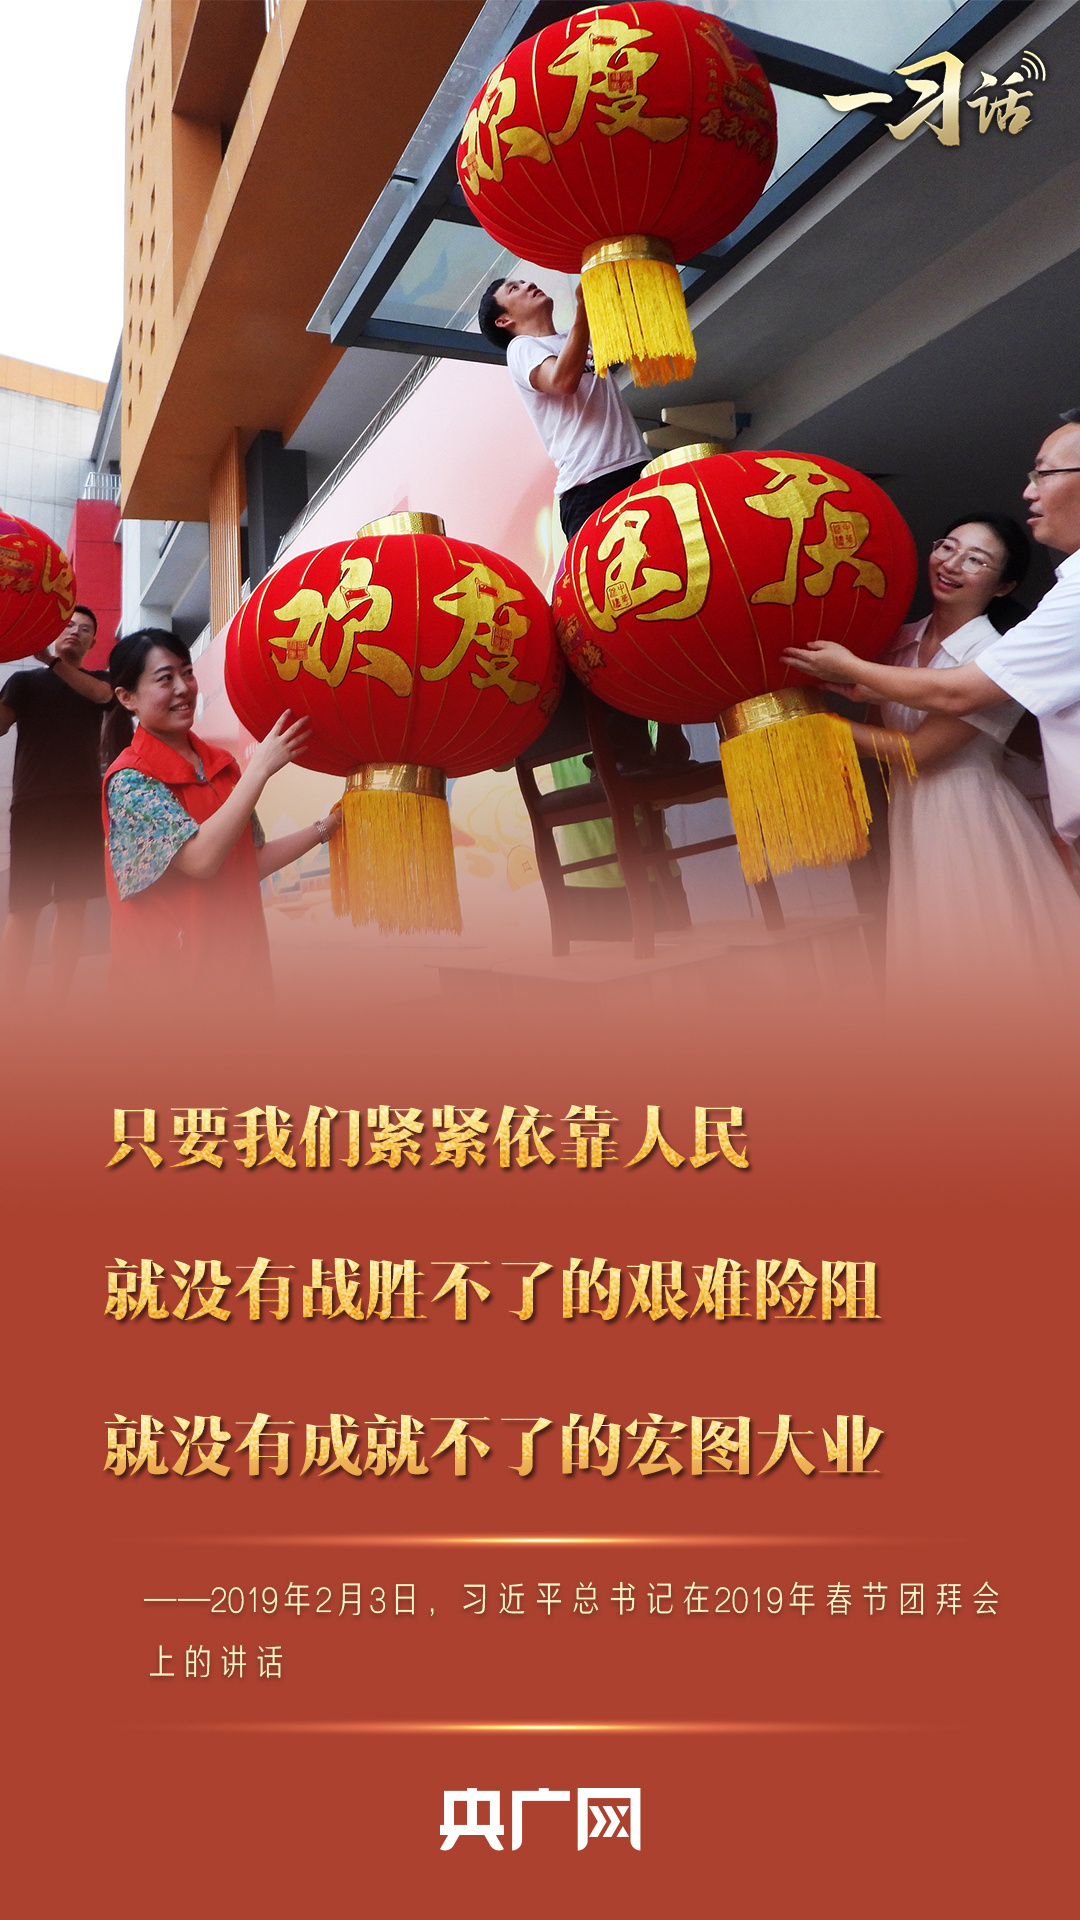 一习话
欢度
爱我中华
欢度
国庆
只要我们紧紧依靠人民
就没有战胜不了的艰难险阻
就没有成就不了的宏图大业
——2019年2月3日，习近平总书记在2019年春节团拜会
上的讲话
央广网